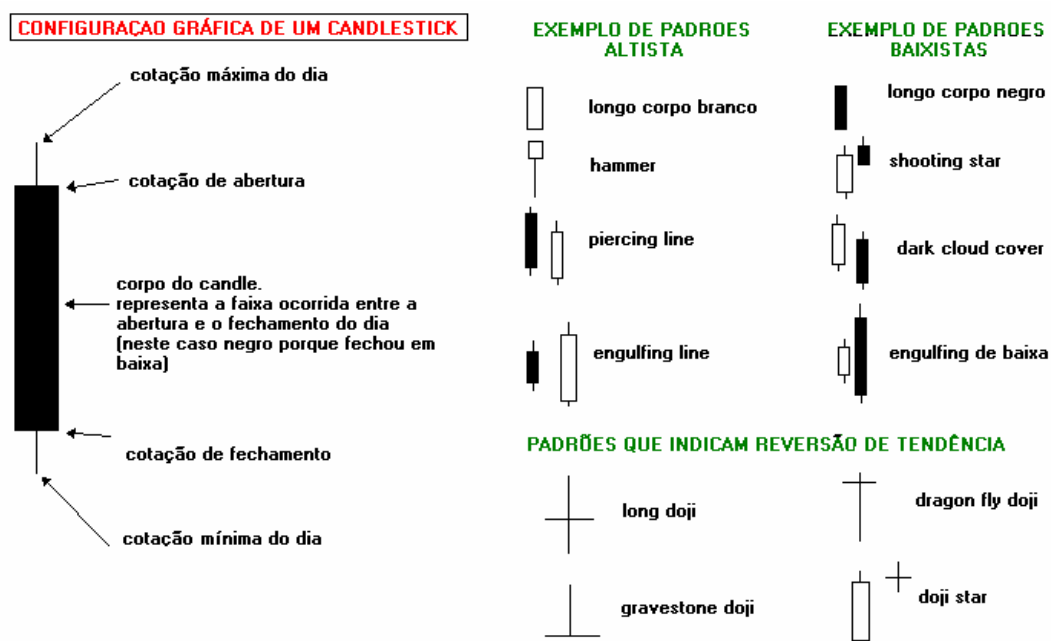 CONFIGURAÇAO GRÁFICA DE UM CANDLESTICK
cotação máxima do dia
cotação de abertura
corpo do candle.
representa a faixa ocorrida entre a
abertura e o fechamento do dia
(neste caso negro porque fechou em
baixa)
cotação de fechamento
cotação mínima do dia
EXEMPLO DE PADROES
ALTISTA
longo corpo branco
hammer
piercing line
engulfing line
EXEMPLO DE PADROES
BAIXISTAS
longo corpo negro
shooting star
dark cloud cover
engulfing de baixa
PADRÕES QUE INDICAM REVERSÃO DE TENDÊNCIA
long doji
dragon fly doji
gravestone doji
doji star